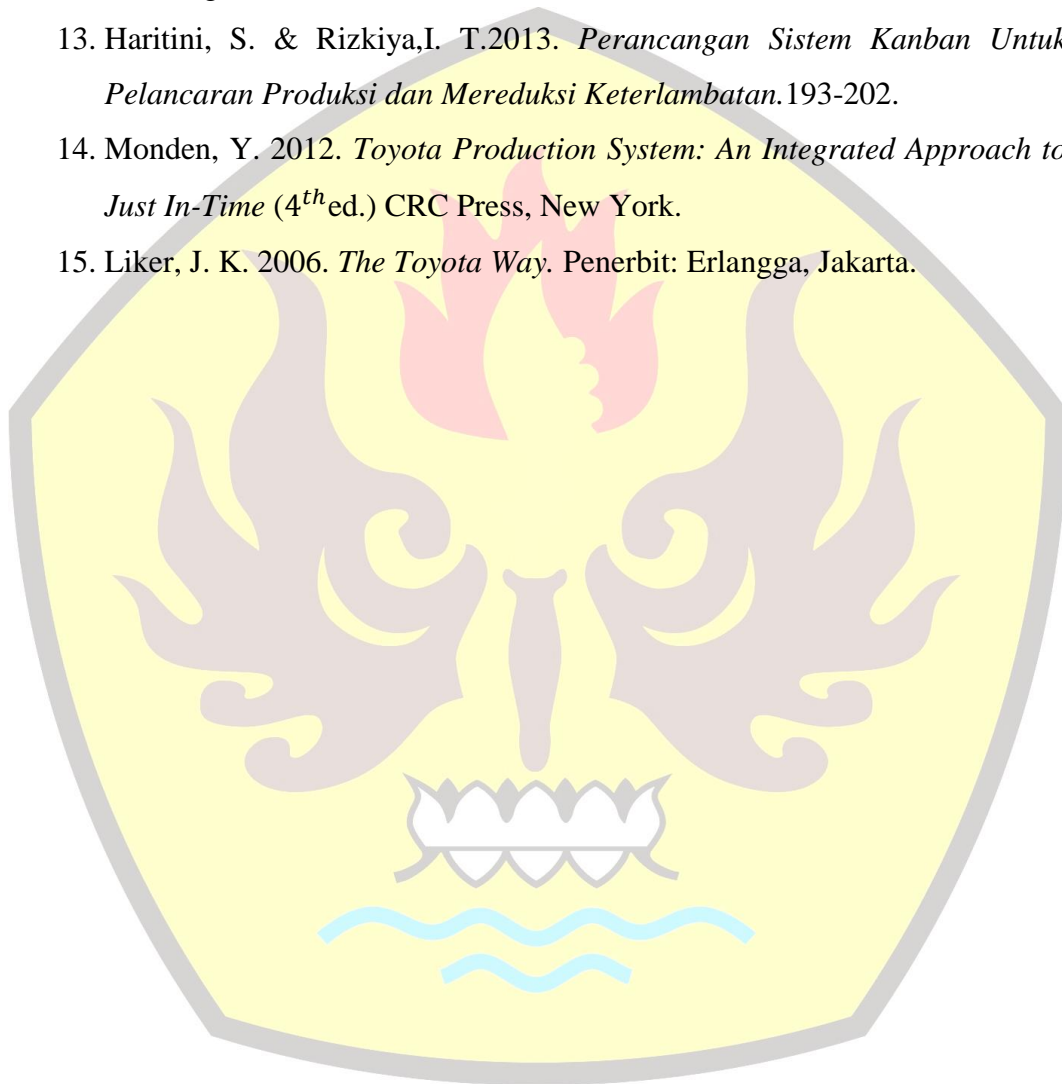 13. Haritini, S. & Rizkiya,I. T.2013. Perancangan Sistem Kanban Untuk
Pelancaran Produksi dan Mereduksi Keterlambatan.193-202.
14. Monden, Y. 2012. Toyota Production System: An Integrated Approach to
Just In-Time (4th ed.) CRC Press, New York.
15. Liker, J. K. 2006. The Toyota Way. Penerbit: Erlangga, Jakarta.